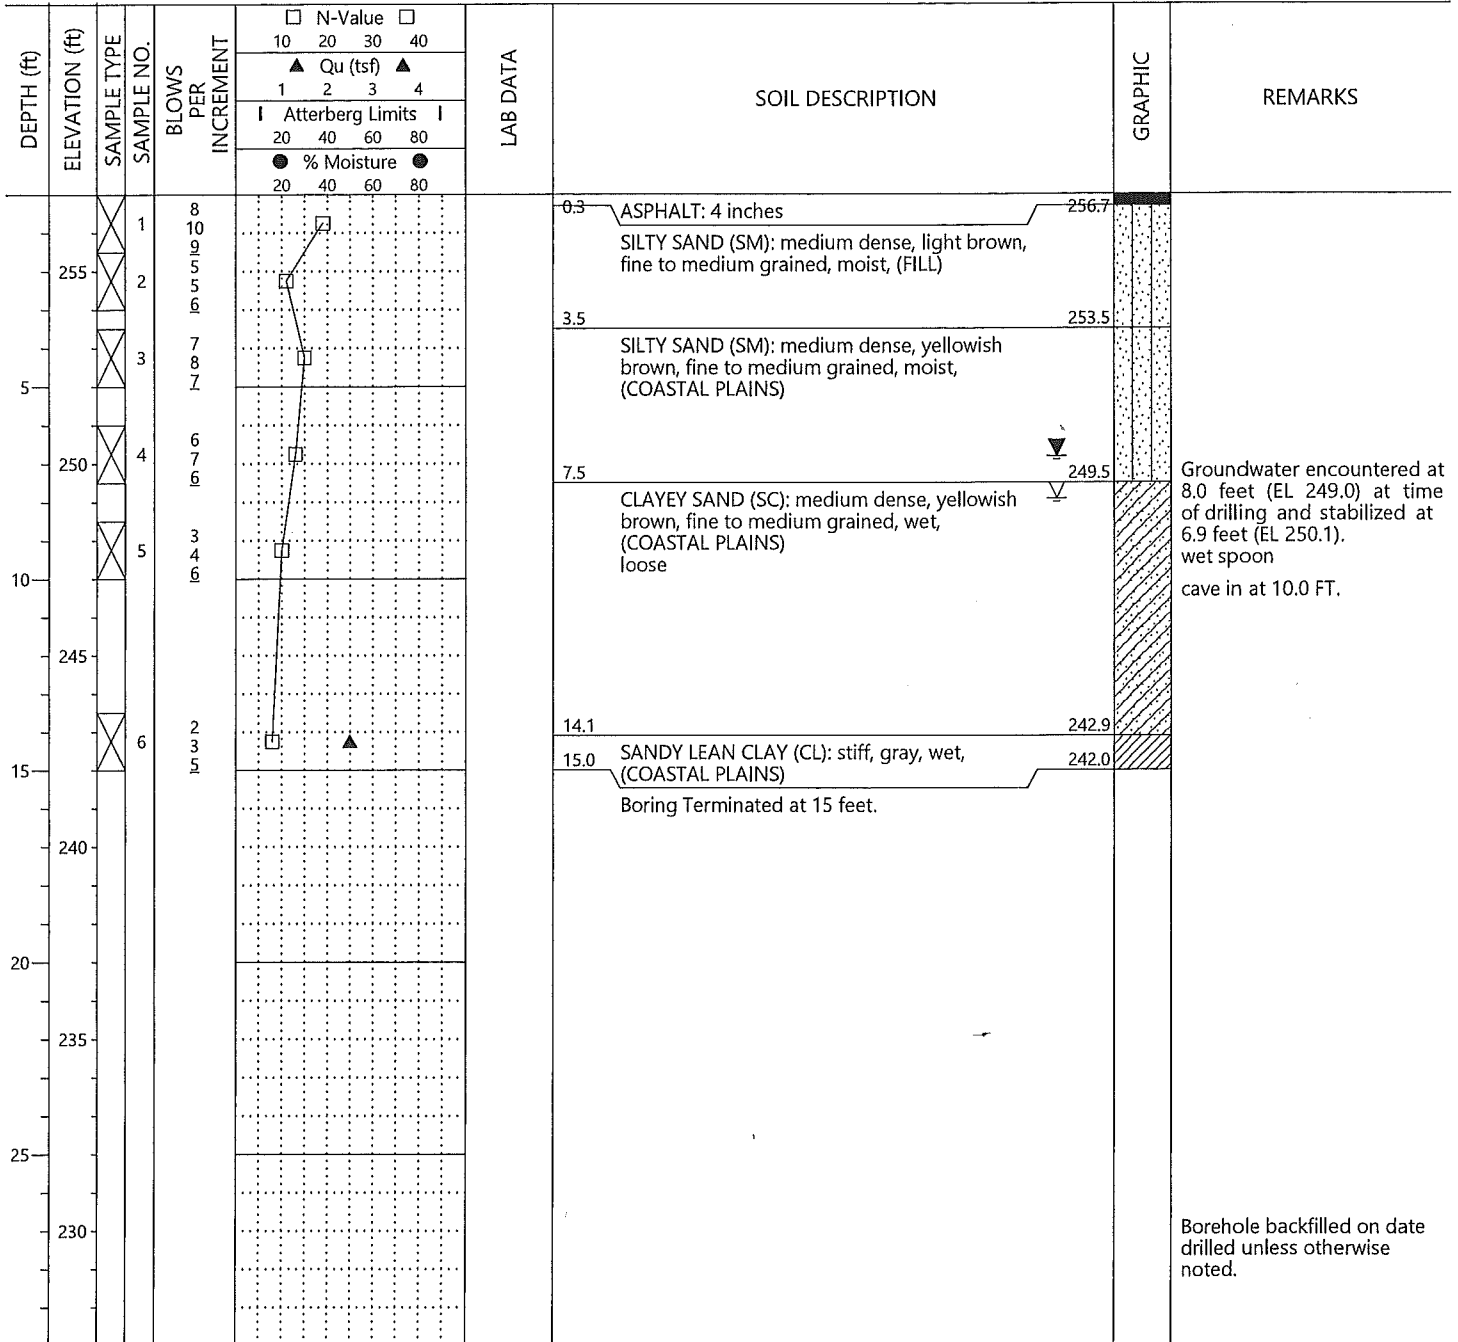 DEPTH (ft)
ELEVATION (ft)
SAMPLE TYPE
SAMPLE NO.
BLOWS
PER
INCREMENT
N-Value
10 20 30 40
Qu (tsf)
1 2 3 4
Atterberg Limits
20 40 60 80
% Moisture
20 40 60 80
LAB DATA
SOIL DESCRIPTION
GRAPHIC
REMARKS
1
8
10
9
0.3 ASPHALT: 4 inches 256.7
SILTY SAND (SM): medium dense, light brown,
fine to medium grained, moist, (FILL)
255
2
5
5
6
3.5 253.5
SILTY SAND (SM): medium dense, yellowish
brown, fine to medium grained, moist,
(COASTAL PLAINS)
3
7
8
7
5
4
6
7
6
250
7.5 249.5
CLAYEY SAND (SC): medium dense, yellowish
brown, fine to medium grained, wet,
(COASTAL PLAINS)
loose
Groundwater encountered at
8.0 feet (EL 249.0) at time
of drilling and stabilized at
6.9 feet (EL 250.1).
wet spoon
cave in at 10.0 FT.
5
3
4
6
10
245
14.1 242.9
6
2
3
5
SANDY LEAN CLAY (CL): stiff, gray, wet,
(COASTAL PLAINS)
15.0 242.0
15
Boring Terminated at 15 feet.
240
20
235
25
230
Borehole backfilled on date
drilled unless otherwise
noted.